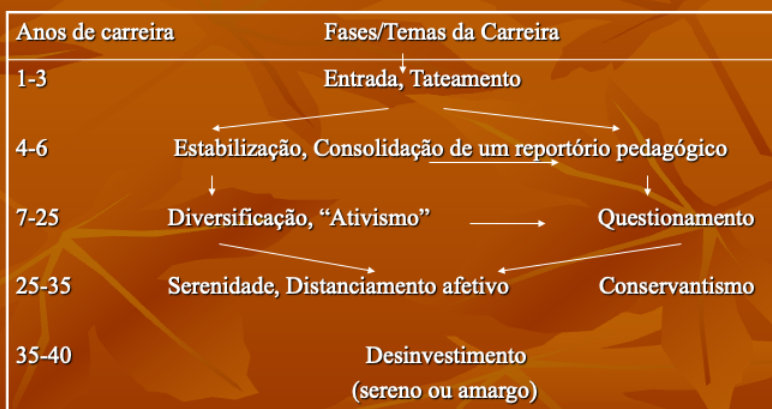 Anos de carreira Fases/Temas da Carreira
1-3 Entrada, Tateamento
4-6 Estabilização, Consolidação de um reportório pedagógico
7-25 Diversificação, “Ativismo” Questionamento
25-35 Serenidade, Distanciamento afetivo Conservantismo
35-40 Desinvestimento
(sereno ou amargo)